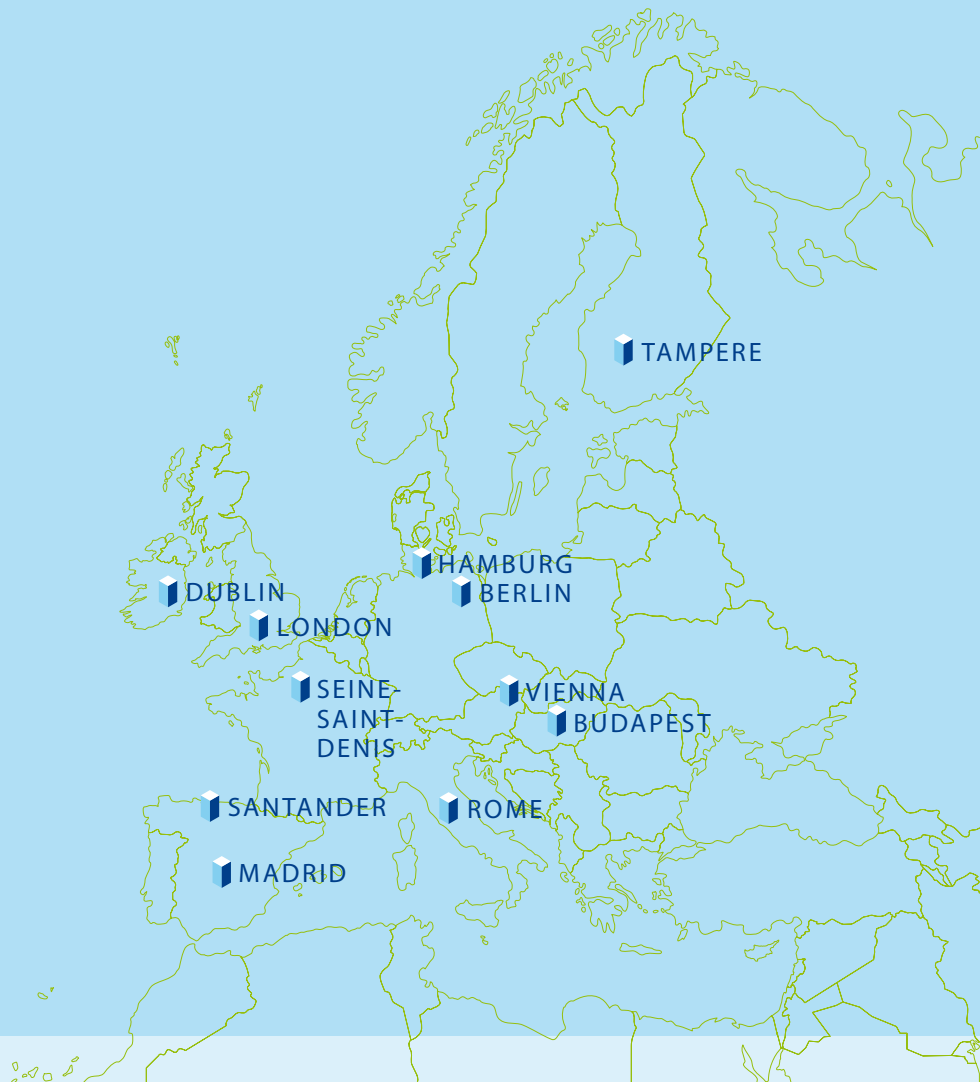 TAMPERE
HAMBURG
DUBLIN
BERLIN
LONDON
SEINE-
SAINT-
DENIS
VIENNA
BUDAPEST
SANTANDER
ROME
MADRID